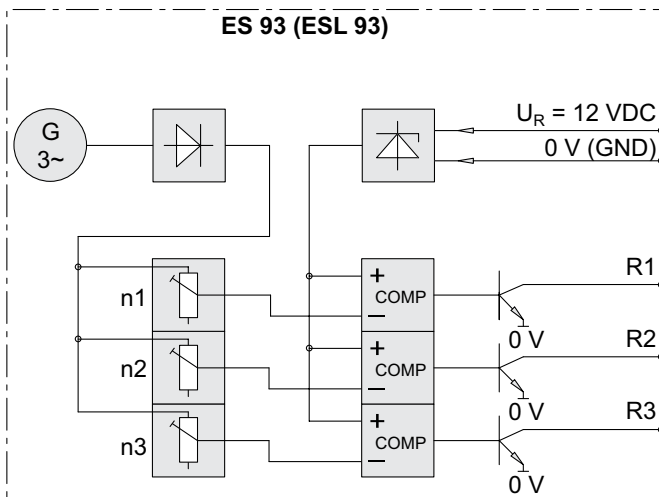 ES 93 (ESL 93)
G
3~
U_R = 12 VDC
0 V (GND)
n1
+
COMP
−
R1
0 V
n2
+
COMP
−
R2
0 V
n3
+
COMP
−
R3
0 V